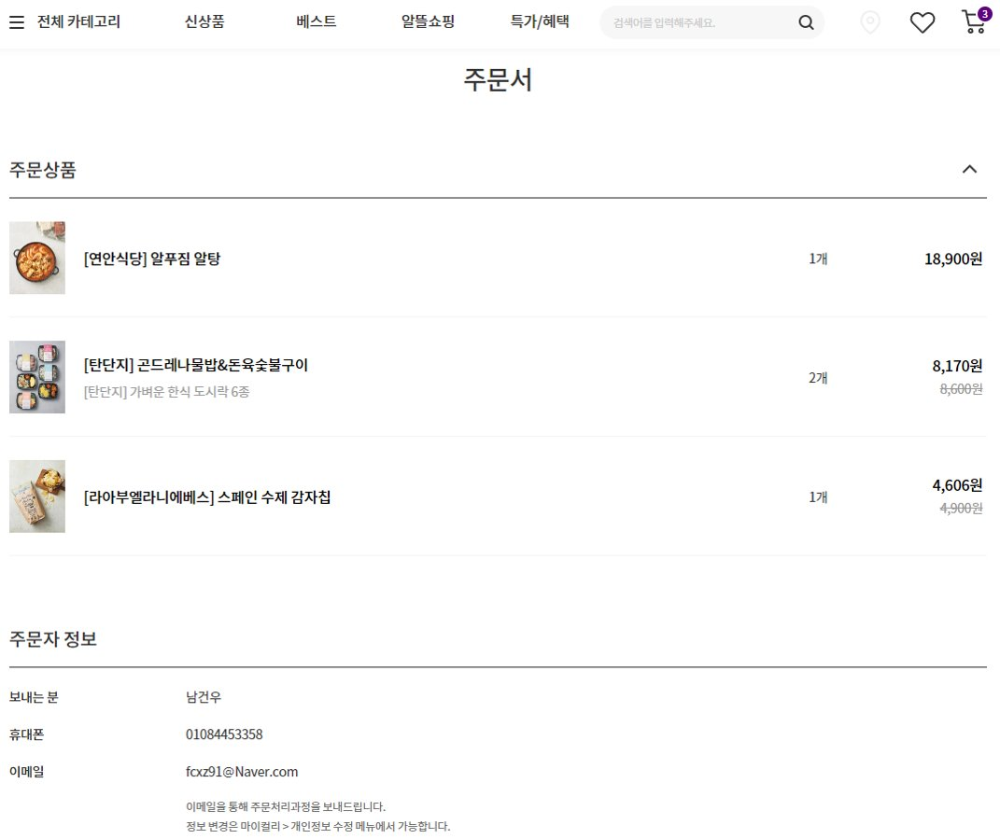 전체 카테고리 신상품 베스트 알뜰쇼핑 특가/혜택 검색어를 입력해주세요. 3
주문서
주문상품
[연안식당] 알푸짐 알탕 1개 18,900원
[탄단지] 곤드레나물밥&돈육숯불구이
[탄단지] 가벼운 한식 도시락 6종
2개
8,170원
8,600원
[라아부엘라니에베스] 스페인 수제 감자칩 1개
4,606원
4,900원
주문자 정보
보내는 분 남건우
휴대폰 01084453358
이메일 fcxz91@Naver.com
이메일을 통해 주문처리과정을 보내드립니다.
정보 변경은 마이컬리 > 개인정보 수정 메뉴에서 가능합니다.